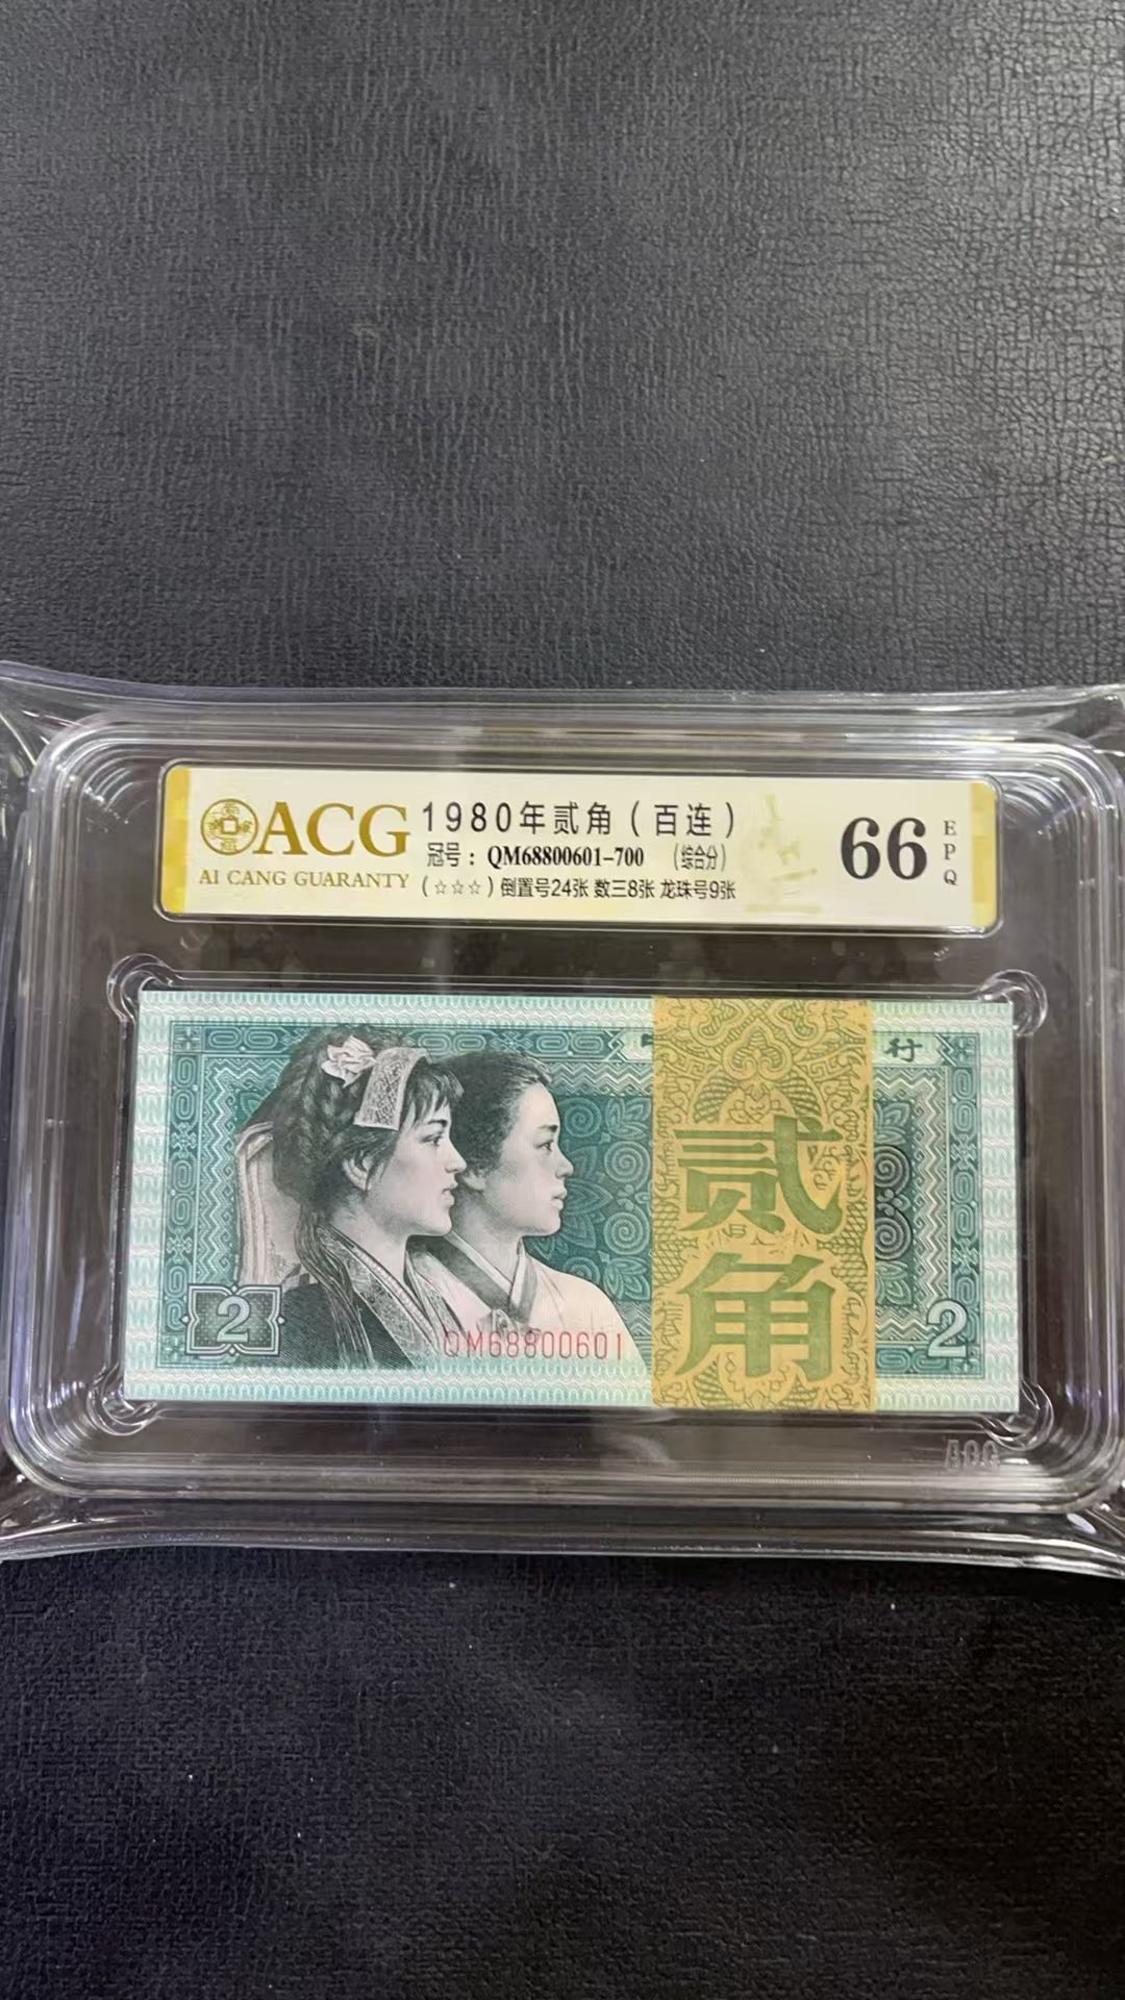 ACG
AI CANG GUARANTY
1980年贰角（百连）
冠号：QM68800601-700 （综合分）
（☆☆☆）倒置号24张 数三8张 龙珠号9张
66
EPQ
行
贰
角
2
QM68800601
2
ACG